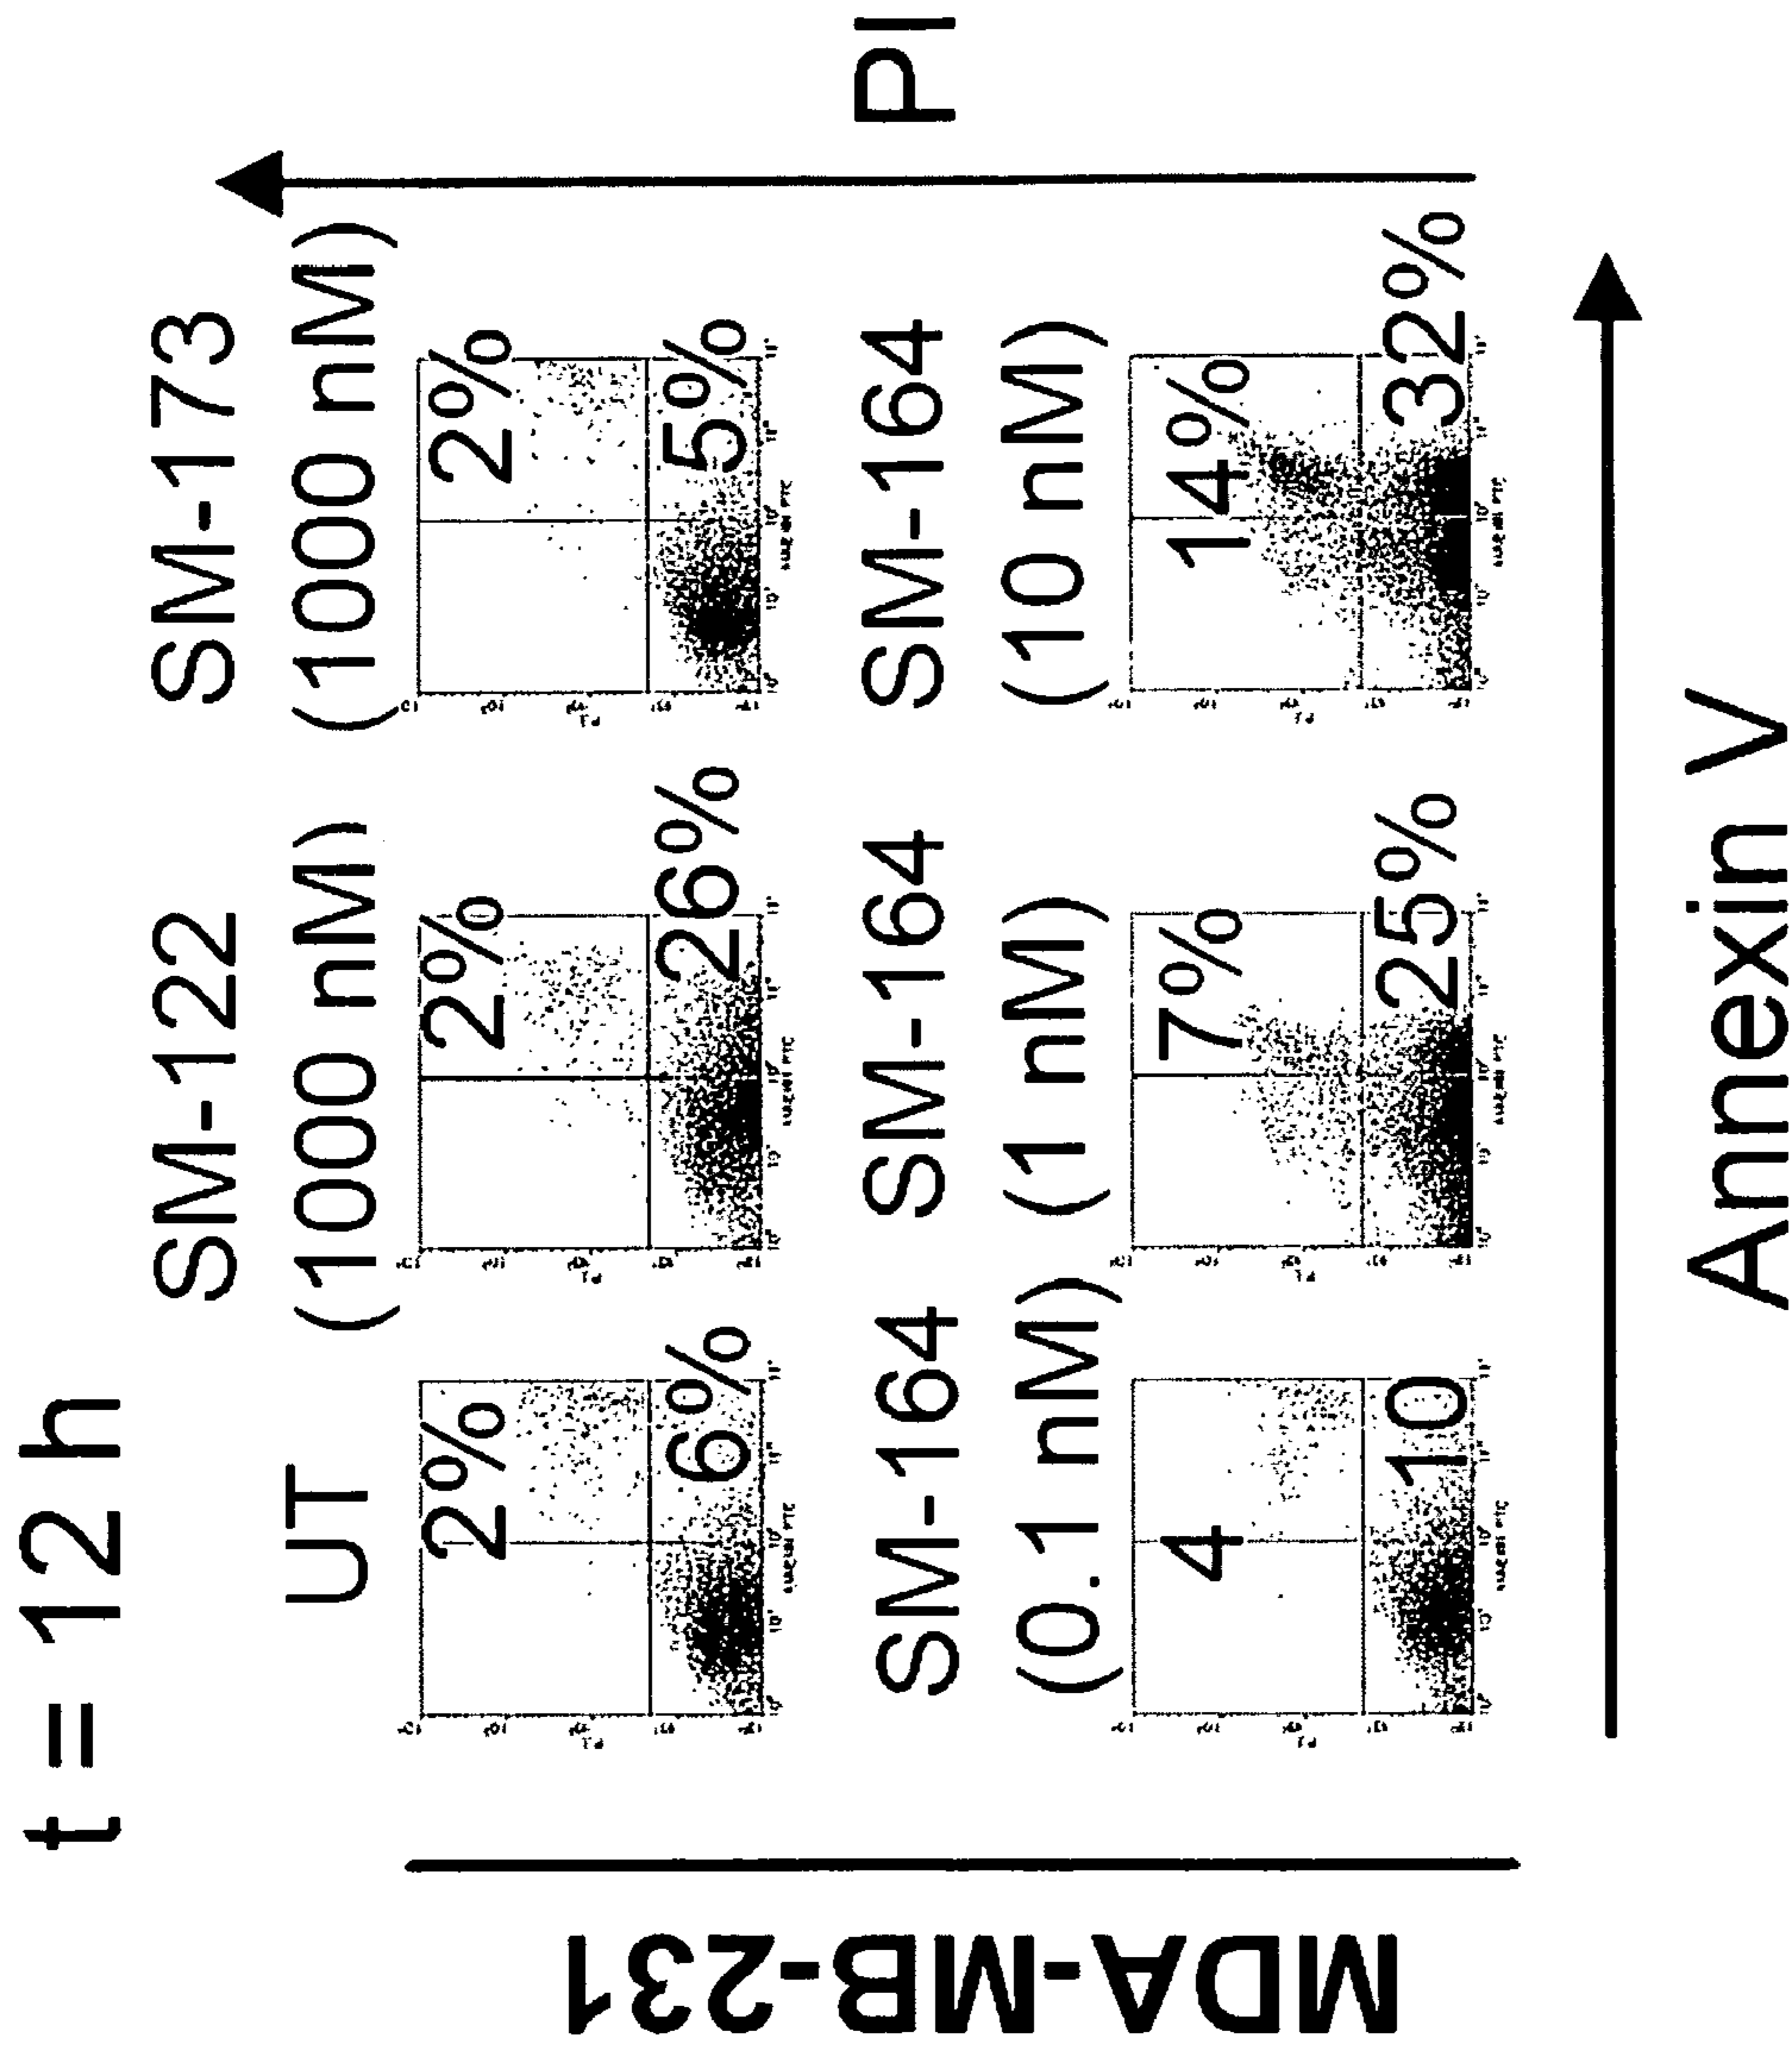 t = 12 h
UT
SM-122
(1000 nM)
SM-173
(1000 nM)
2%
6%
2%
26%
2%
5%
SM-164
(0.1 nM)
SM-164
(1 nM)
SM-164
(10 nM)
4
10
7%
25%
14%
32%
MDA-MB-231
PI
Annexin V